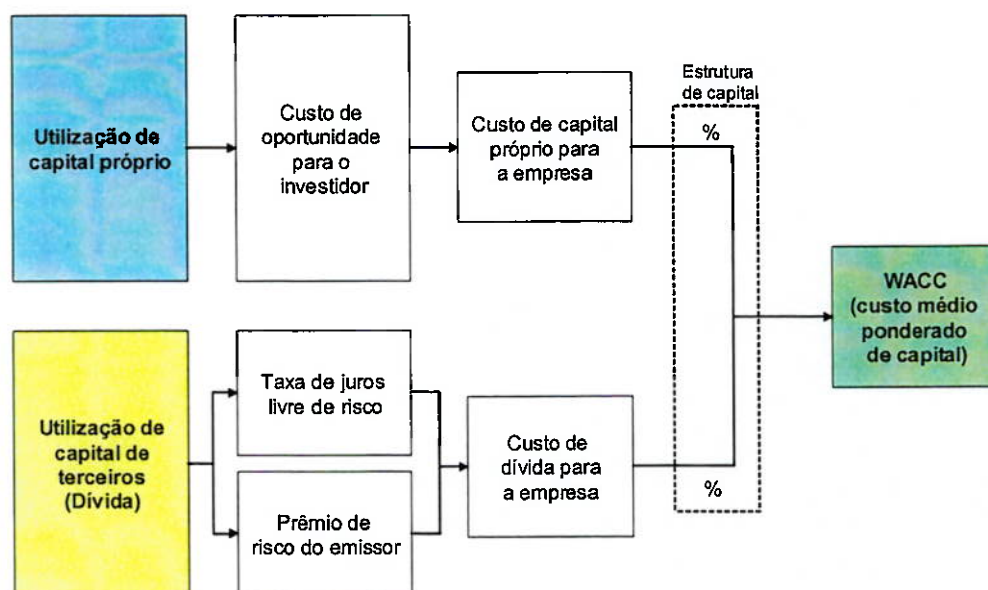 Utilização de
capital próprio
Custo de
oportunidade
para o
investidor
Custo de capital
próprio para
a empresa
Estrutura
de capital
%
WACC
(custo médio
ponderado
de capital)
Utilização de
capital de
terceiros
(Dívida)
Taxa de juros
livre de risco
Prêmio de
risco do emissor
Custo de
dívida para
a empresa
%